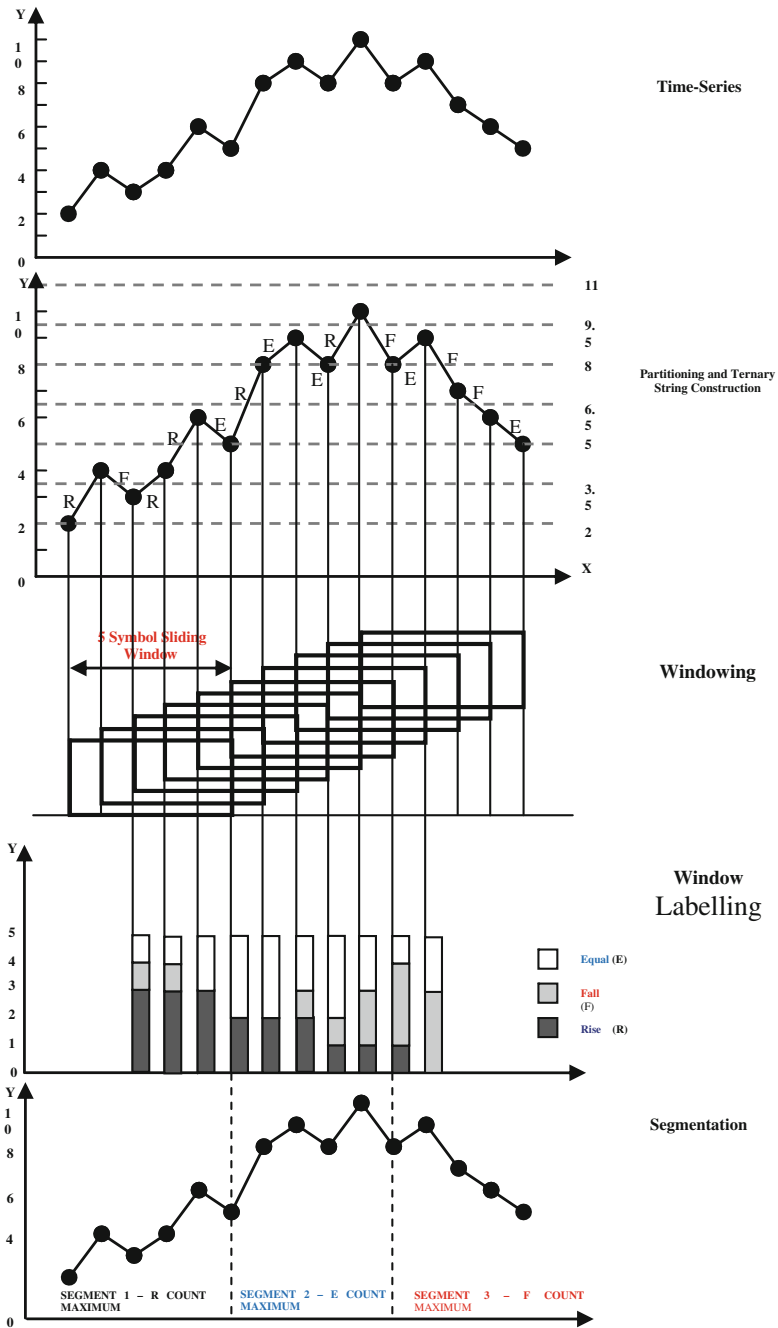 Y
1
0
8
6
4
2
0
Time-Series
Y
1
0
8
6
4
2
0
R
F
R
R
E
R
E
E
R
F
E
F
F
E
11
9.
5
8
6.
5
5
3.
5
2
X
Partitioning and Ternary
String Construction
5 Symbol Sliding
Window
Windowing
Y
5
4
3
2
1
0
Window
Labelling
Equal (E)
Fall
(F)
Rise (R)
Y
1
0
8
6
4
0
Segmentation
SEGMENT 1 – R COUNT
MAXIMUM
SEGMENT 2 – E COUNT
MAXIMUM
SEGMENT 3 – F COUNT
MAXIMUM